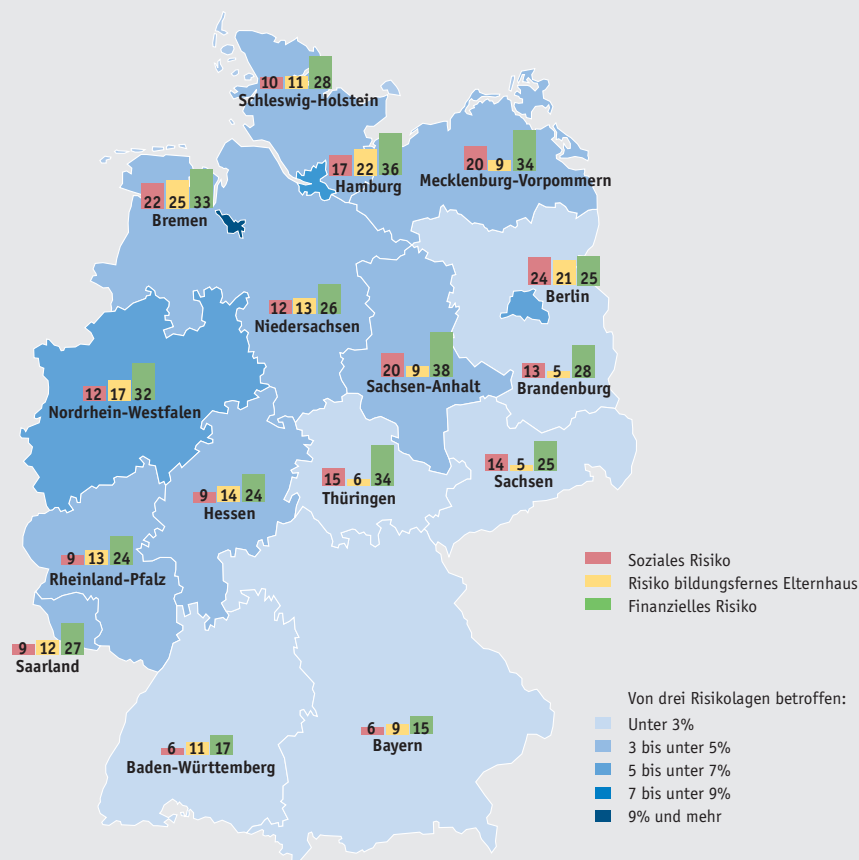 10 11 28
Schleswig-Holstein
17 22 36
Hamburg
20 9 34
Mecklenburg-Vorpommern
22 25 33
Bremen
24 21 25
Berlin
12 13 26
Niedersachsen
20 9 38
Sachsen-Anhalt
13 5 28
Brandenburg
12 17 32
Nordrhein-Westfalen
15 6 34
Thüringen
14 5 25
Sachsen
9 14 24
Hessen
9 13 24
Rheinland-Pfalz
9 12 27
Saarland
6 11 17
Baden-Württemberg
6 9 15
Bayern
Soziales Risiko
Risiko bildungsfernes Elternhaus
Finanzielles Risiko
Von drei Risikolagen betroffen:
Unter 3%
3 bis unter 5%
5 bis unter 7%
7 bis unter 9%
9% und mehr